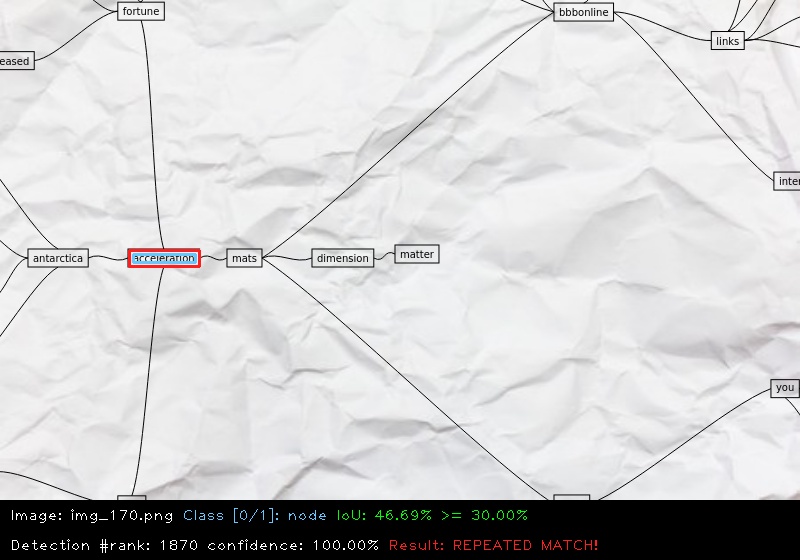 fortune
bbbonline
links
eased
inter
antarctica
acceleration
mats
dimension
matter
you
Image: img_170.png Class [0/1]: node IoU: 46.69% >= 30.00%
Detection #rank: 1870 confidence: 100.00% Result: REPEATED MATCH!